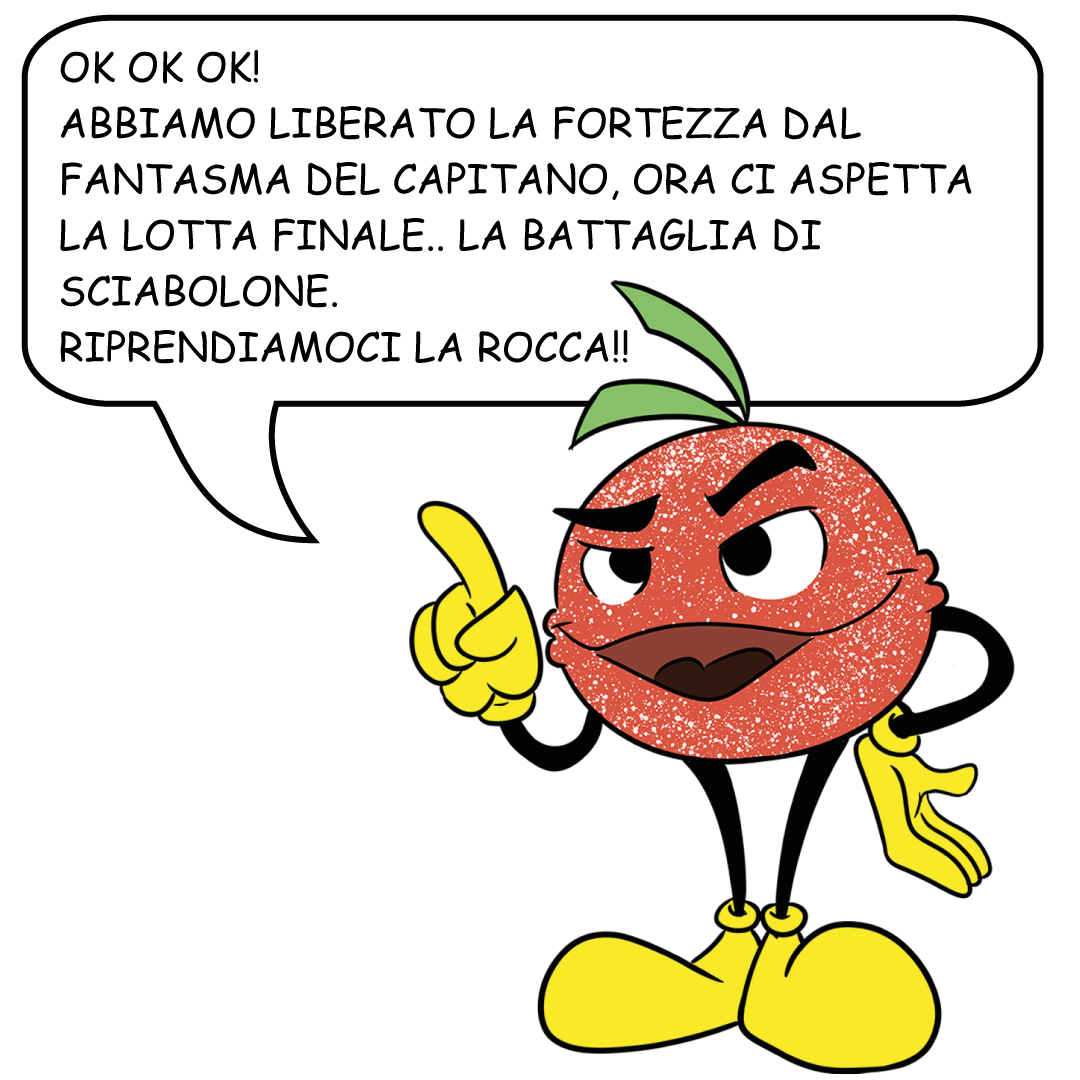 OK OK OK!
ABBIAMO LIBERATO LA FORTEZZA DAL
FANTASMA DEL CAPITANO, ORA CI ASPETTA
LA LOTTA FINALE.. LA BATTAGLIA DI
SCIABOLONE.
RIPRENDIAMOCI LA ROCCA!!